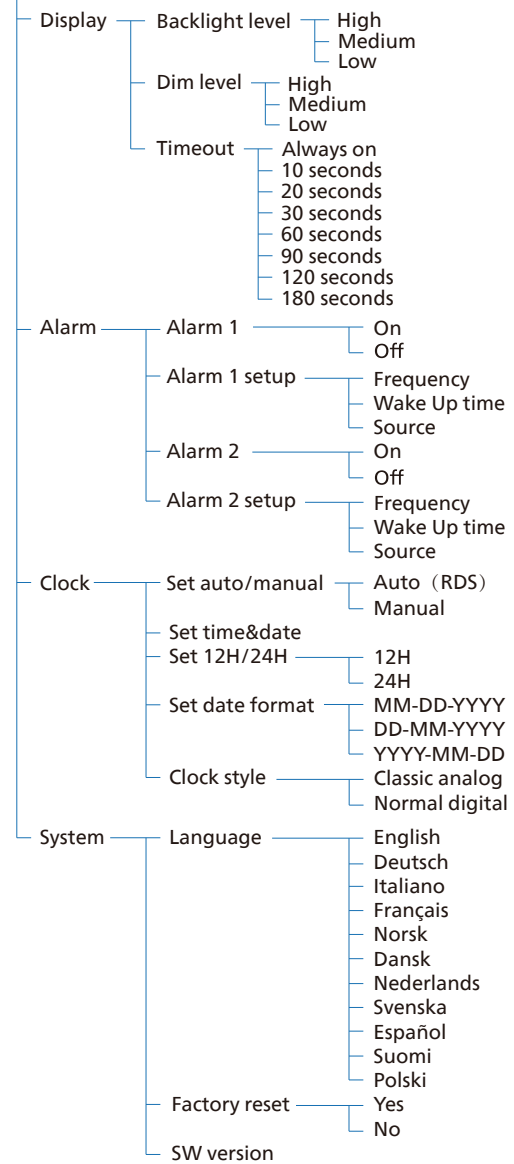 Display Backlight level High
Medium
Low
Dim level High
Medium
Low
Timeout Always on
10 seconds
20 seconds
30 seconds
60 seconds
90 seconds
120 seconds
180 seconds
Alarm Alarm 1 On
Off
Alarm 1 setup Frequency
Wake Up time
Source
Alarm 2 On
Off
Alarm 2 setup Frequency
Wake Up time
Source
Clock Set auto/manual Auto（RDS）
Manual
Set time&date
Set 12H/24H 12H
24H
Set date format MM-DD-YYYY
DD-MM-YYYY
YYYY-MM-DD
Clock style Classic analog
Normal digital
System Language English
Deutsch
Italiano
Français
Norsk
Dansk
Nederlands
Svenska
Español
Suomi
Polski
Factory reset Yes
No
SW version